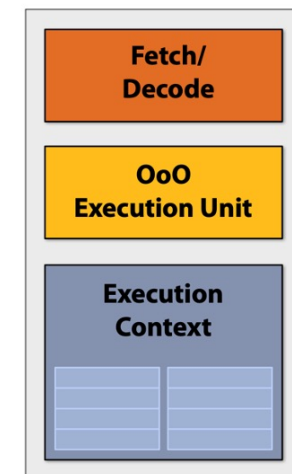 Fetch/
Decode
OoO
Execution Unit
Execution
Context